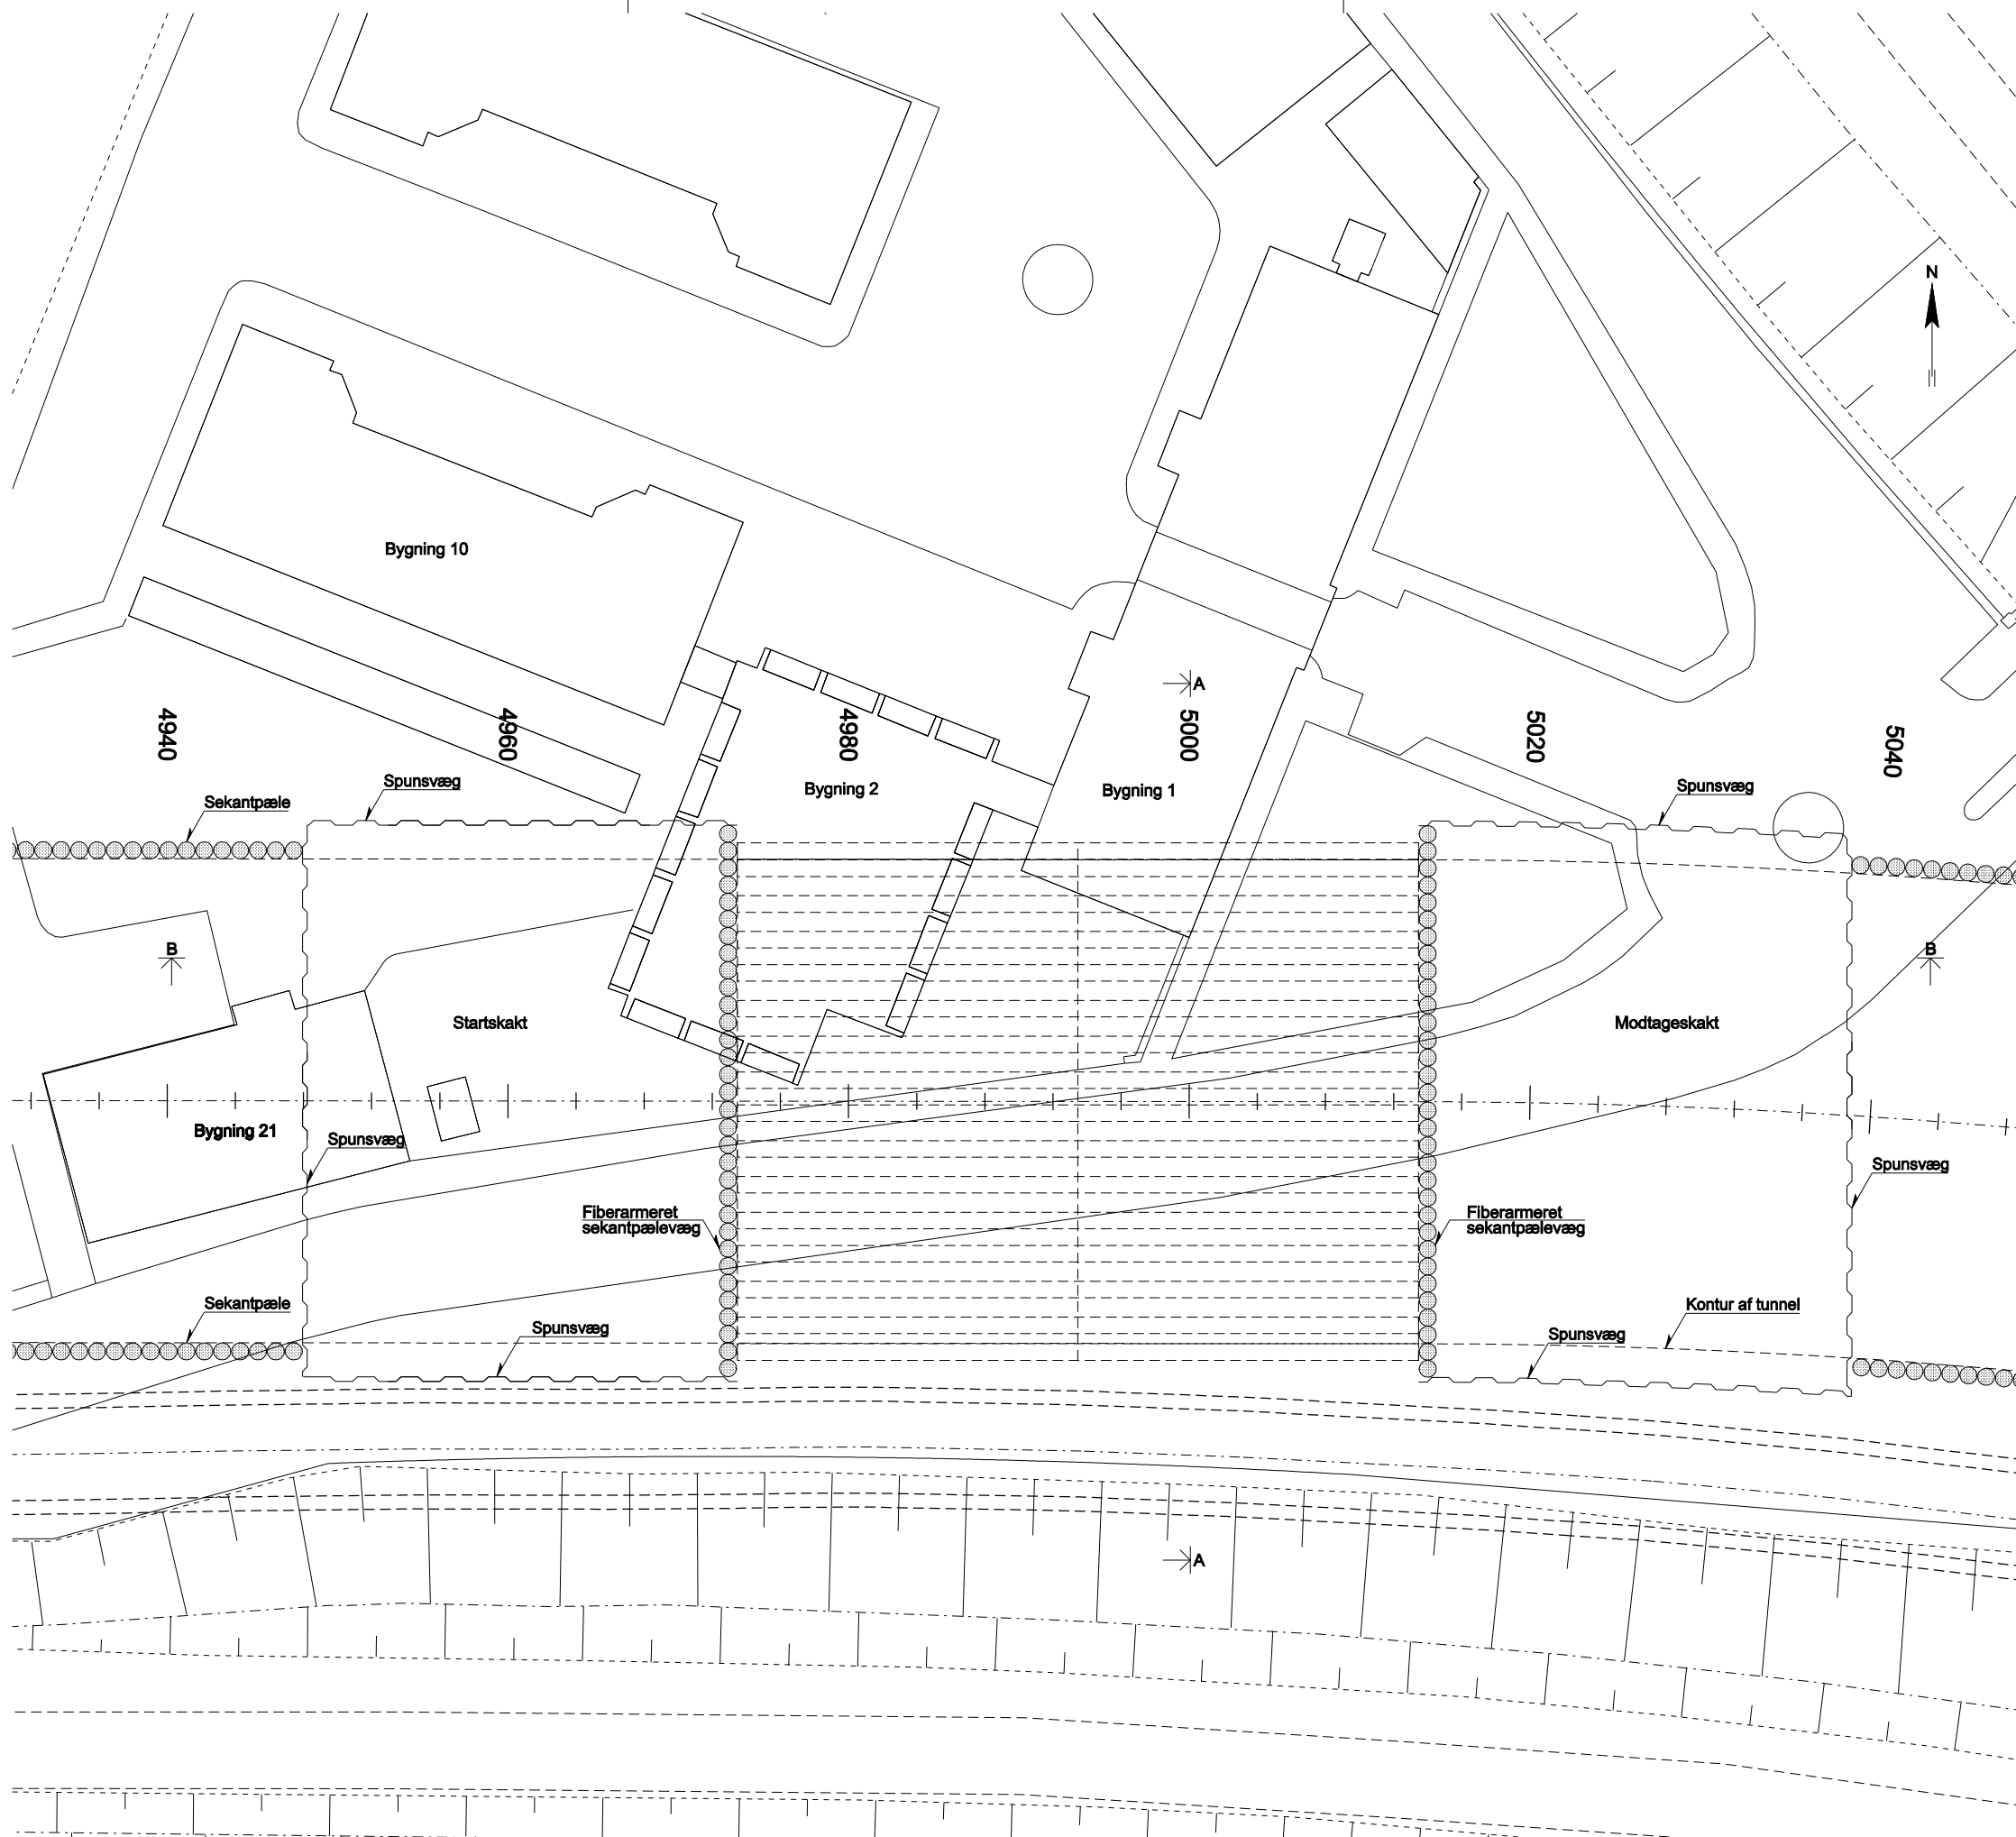 N
Bygning 10
A
4940
4960
4980
5000
5020
5040
Spunsvæg
Sekantpæle
Bygning 2
Bygning 1
Spunsvæg
B
B
Startskakt
Modtageskakt
Bygning 21
Spunsvæg
Spunsvæg
Fiberarmeret
sekantpælevæg
Fiberarmeret
sekantpælevæg
Sekantpæle
Kontur af tunnel
Spunsvæg
Spunsvæg
A